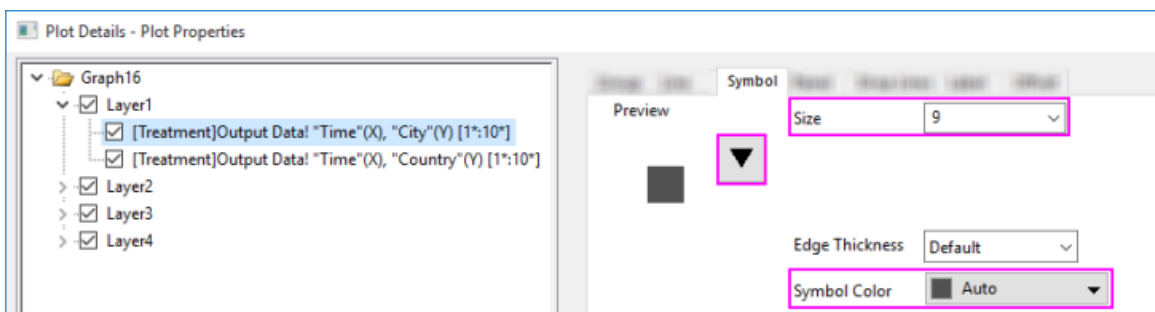 Plot Details - Plot Properties
Graph16
Layer1
[Treatment]Output Data! "Time"(X), "City"(Y) [1*:10*]
[Treatment]Output Data! "Time"(X), "Country"(Y) [1*:10*]
Layer2
Layer3
Layer4
Symbol
Preview
Size 9
Edge Thickness Default
Symbol Color Auto